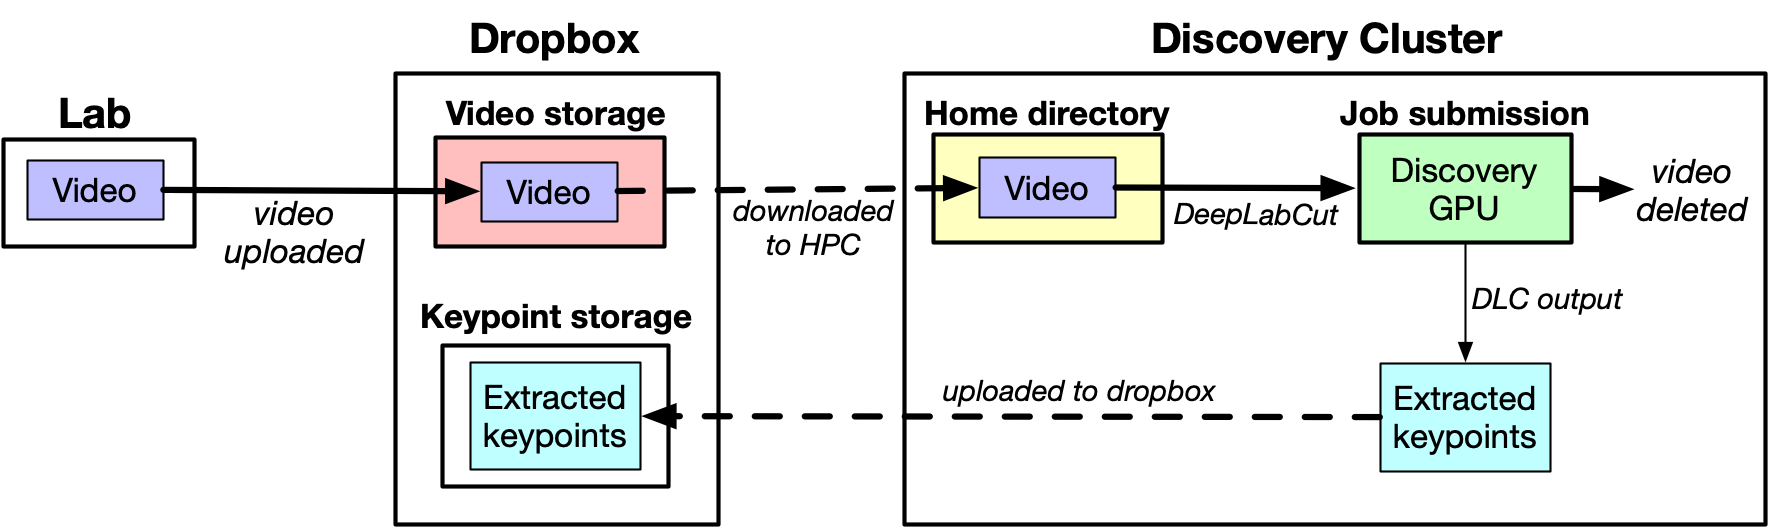 Dropbox
Discovery Cluster
Lab
Video storage
Home directory
Job submission
Video
Video
Video
Discovery
GPU
video
deleted
video
uploaded
downloaded
to HPC
DeepLabCut
DLC output
Keypoint storage
Extracted
keypoints
uploaded to dropbox
Extracted
keypoints